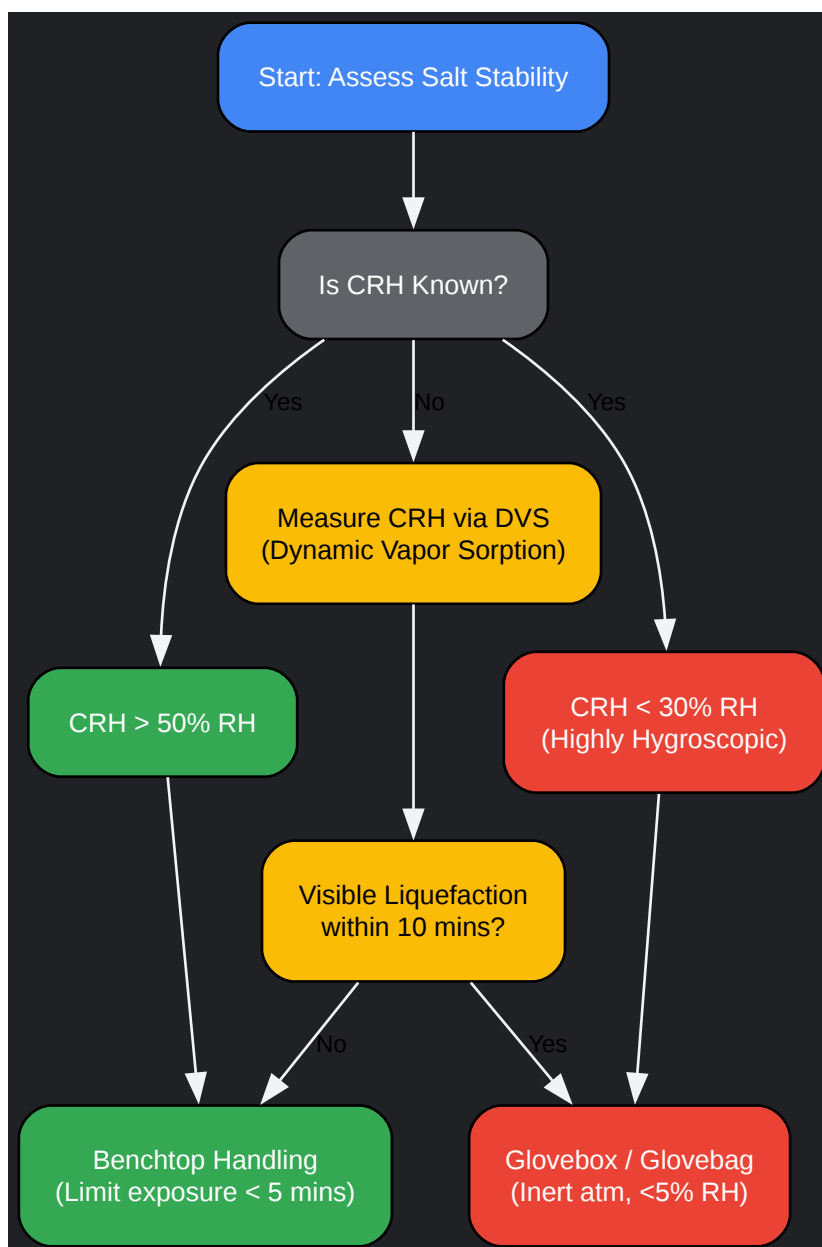 Start: Assess Salt Stability
Is CRH Known?
Yes
No
Yes
Measure CRH via DVS
(Dynamic Vapor Sorption)
CRH > 50% RH
CRH < 30% RH
(Highly Hygroscopic)
Visible Liquefaction
within 10 mins?
No
Yes
Benchtop Handling
(Limit exposure < 5 mins)
Glovebox / Glovebag
(Inert atm, <5% RH)